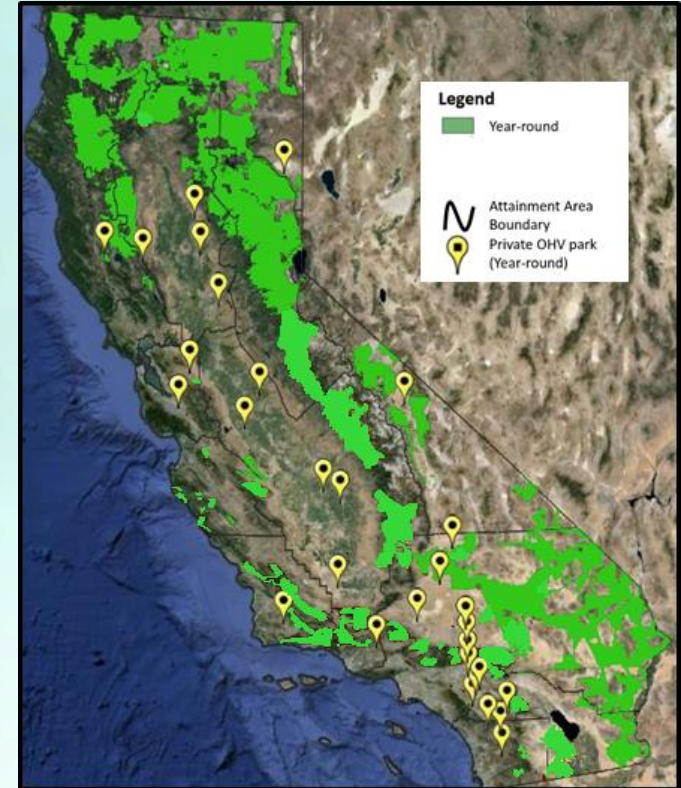 Legend
Year-round
Attainment Area
Boundary
Private OHV park
(Year-round)